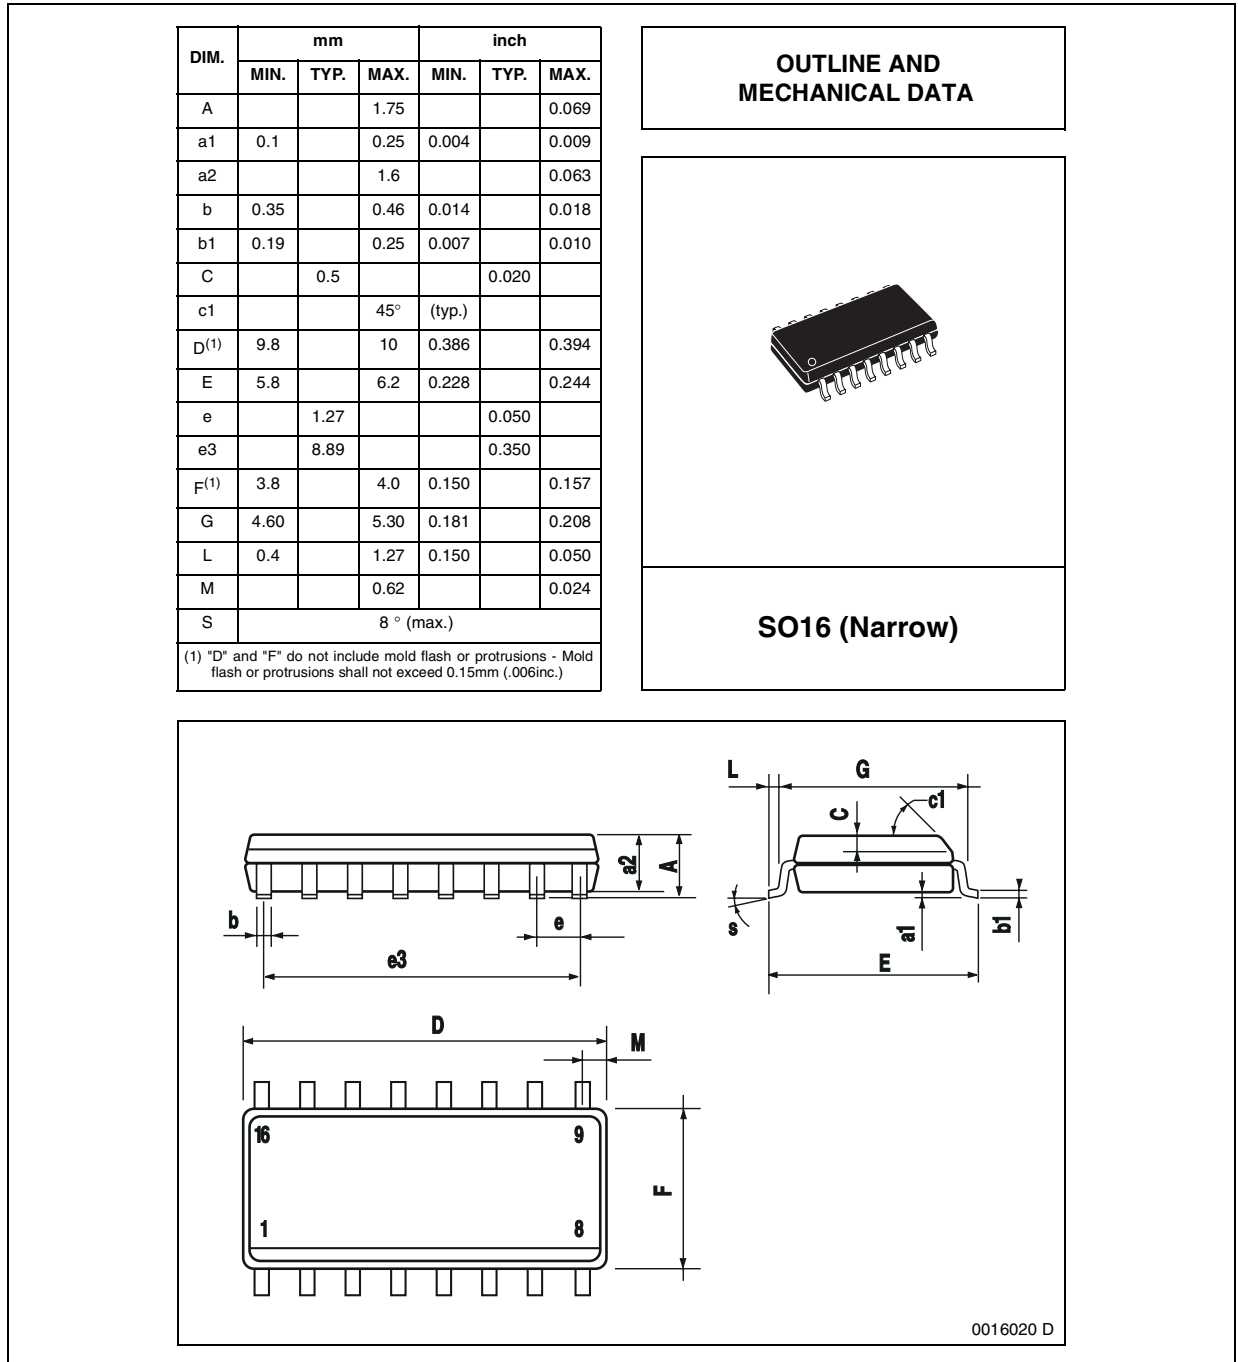 DIM. mm inch
MIN. TYP. MAX. MIN. TYP. MAX.
A 1.75 0.069
a1 0.1 0.25 0.004 0.009
a2 1.6 0.063
b 0.35 0.46 0.014 0.018
b1 0.19 0.25 0.007 0.010
C 0.5 0.020
c1 45° (typ.)
D(1) 9.8 10 0.386 0.394
E 5.8 6.2 0.228 0.244
e 1.27 0.050
e3 8.89 0.350
F(1) 3.8 4.0 0.150 0.157
G 4.60 5.30 0.181 0.208
L 0.4 1.27 0.150 0.050
M 0.62 0.024
S 8 ° (max.)
(1) "D" and "F" do not include mold flash or protrusions - Mold
flash or protrusions shall not exceed 0.15mm (.006inc.)
OUTLINE AND
MECHANICAL DATA
SO16 (Narrow)
a2
A
b
e
e3
L
G
C
c1
s
a1
b1
E
D
M
16
9
F
1
8
0016020 D